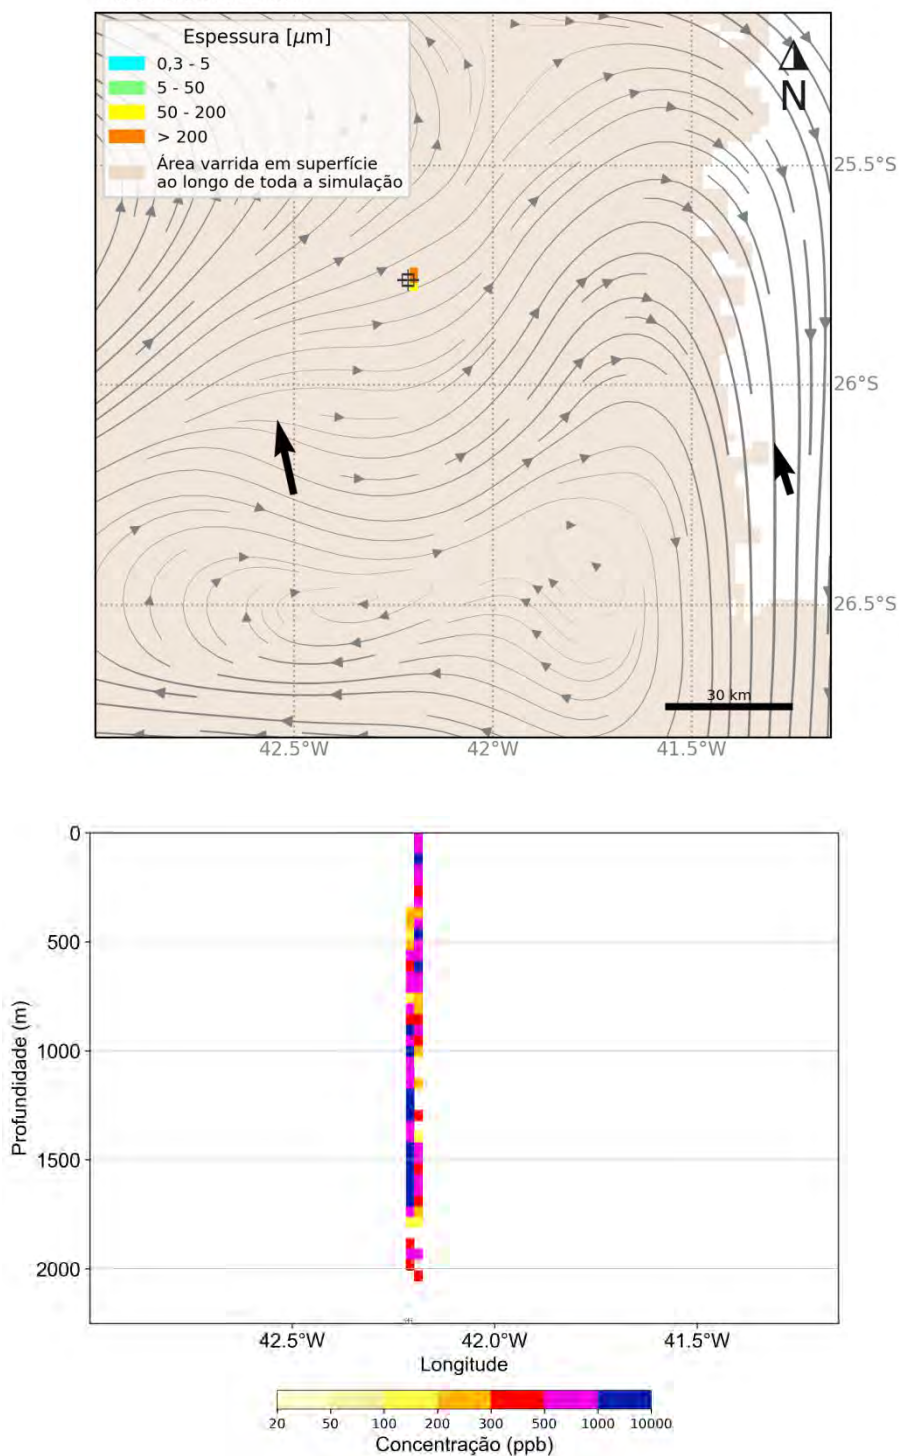 Espessura [μm]
0,3 - 5
5 - 50
50 - 200
> 200
Área varrida em superfície
ao longo de toda a simulação
N
25.5°S
26°S
26.5°S
30 km
42.5°W
42°W
41.5°W
0
500
1000
1500
2000
Profundidade (m)
42.5°W
42.0°W
41.5°W
Longitude
20
50
100
200
300
500
1000
10000
Concentração (ppb)